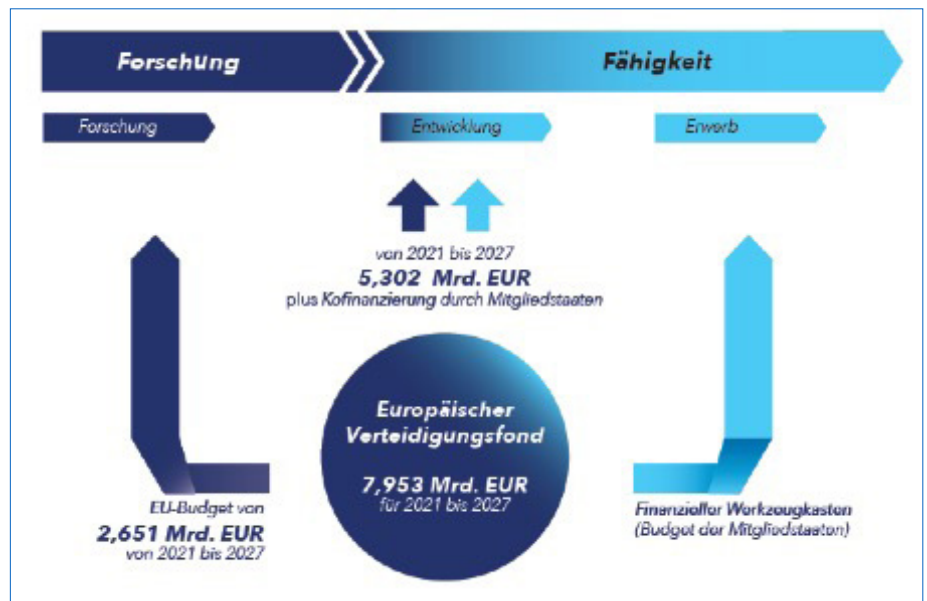 Forschung
Fähigkeit
Forschung
Entwicklung
Erwerb
von 2021 bis 2027
5,302 Mrd. EUR
plus Kofinanzierung durch Mitgliedstaaten
Europäischer
Verteidigungsfond
7,953 Mrd. EUR
für 2021 bis 2027
EU-Budget von
2,651 Mrd. EUR
von 2021 bis 2027
Finanzieller Werkzeugkasten
(Budget der Mitgliedstaaten)